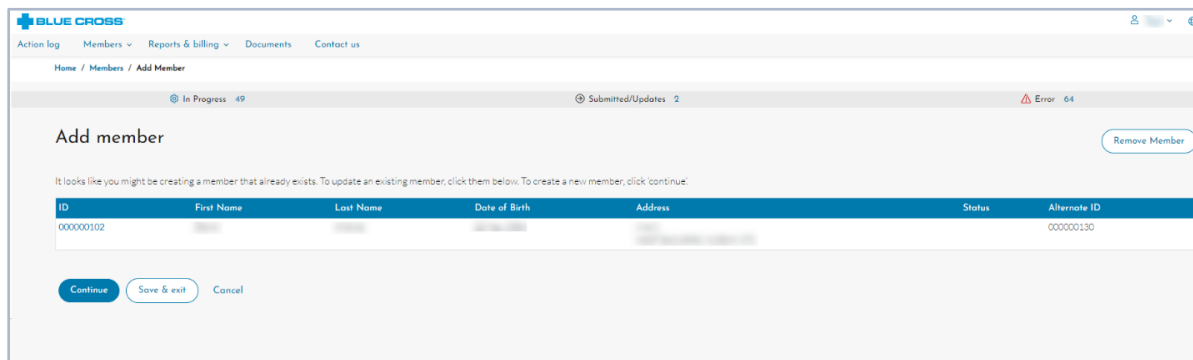 BLUE CROSS
Action log Members Reports & billing Documents Contact us
Home / Members / Add Member
In Progress 49 Submitted/Updates 2 Error 64
Add member
Remove Member
It looks like you might be creating a member that already exists. To update an existing member, click them below. To create a new member, click 'continue'.
ID First Name Last Name Date of Birth Address Status Alternate ID
000000102 000000130
Continue Save & exit Cancel